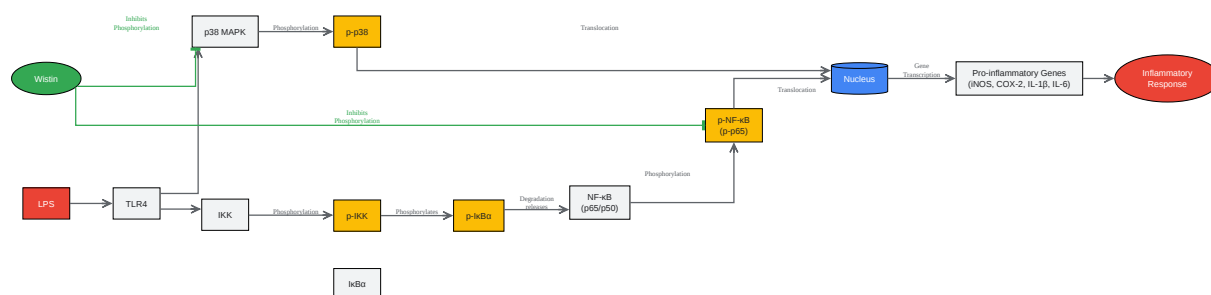 Inhibits
Phosphorylation
p38 MAPK
Phosphorylation
p-p38
Translocation
Wistin
Nucleus
Gene
Transcription
Pro-inflammatory Genes
(iNOS, COX-2, IL-1β, IL-6)
Inflammatory
Response
Translocation
Inhibits
Phosphorylation
p-NF-κB
(p-p65)
Phosphorylation
LPS
TLR4
IKK
Phosphorylation
p-IKK
Phosphorylates
p-IκBα
Degradation
releases
NF-κB
(p65/p50)
IκBα